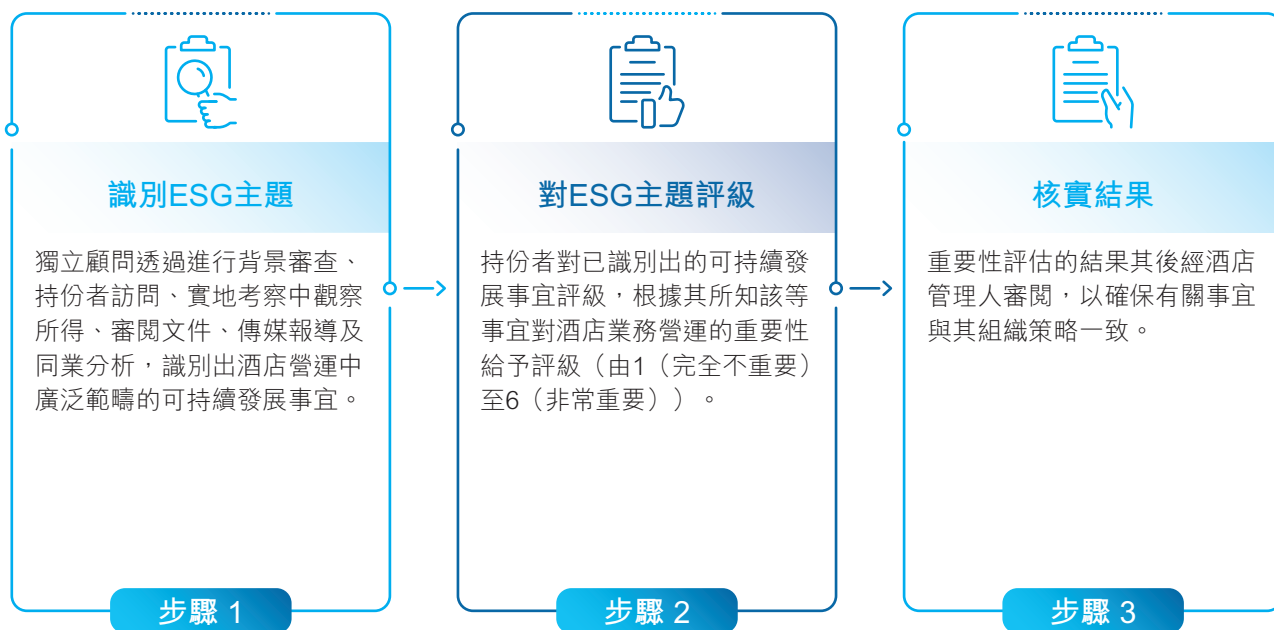 識別ESG主題
獨立顧問透過進行背景審查、
持份者訪問、實地考察中觀察
所得、審閱文件、傳媒報導及
同業分析，識別出酒店營運中
廣泛範疇的可持續發展事宜。
步驟 1
對ESG主題評級
持份者對已識別出的可持續發
展事宜評級，根據其所知該等
事宜對酒店業務營運的重要性
給予評級（由1（完全不重要）
至6（非常重要））。
步驟 2
核實結果
重要性評估的結果其後經酒店
管理人審閱，以確保有關事宜
與其組織策略一致。
步驟 3